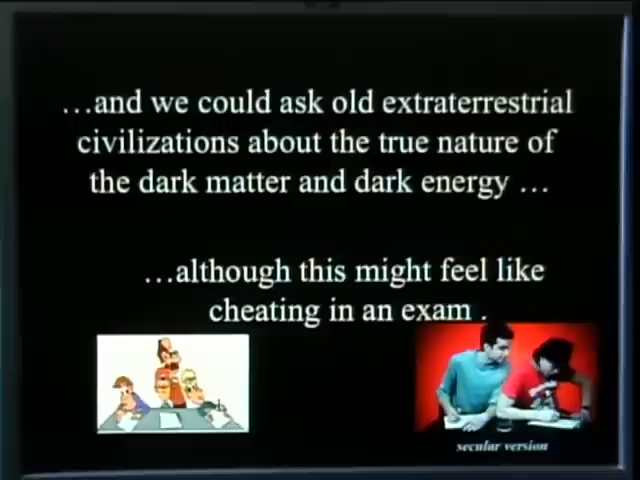 …and we could ask old extraterrestrial
civilizations about the true nature of
the dark matter and dark energy …
…although this might feel like
cheating in an exam .
secular version